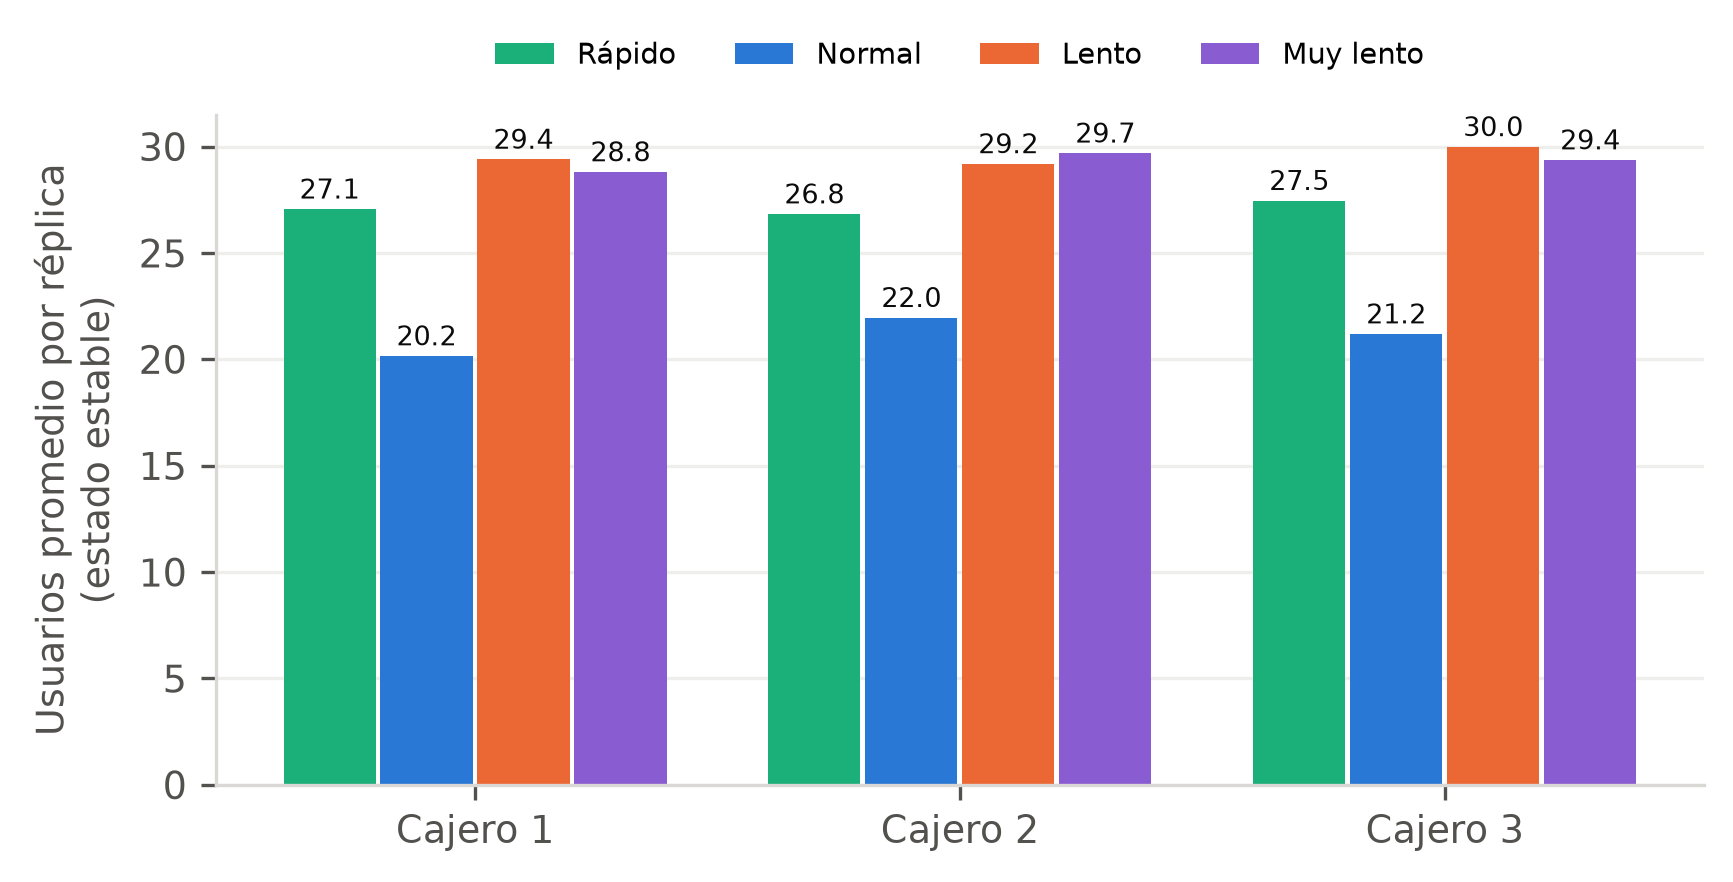 Rápido Normal Lento Muy lento
Usuarios promedio por réplica
(estado estable)
30
25
20
15
10
5
0
27.1 20.2 29.4 28.8
26.8 22.0 29.2 29.7
27.5 21.2 30.0 29.4
Cajero 1 Cajero 2 Cajero 3